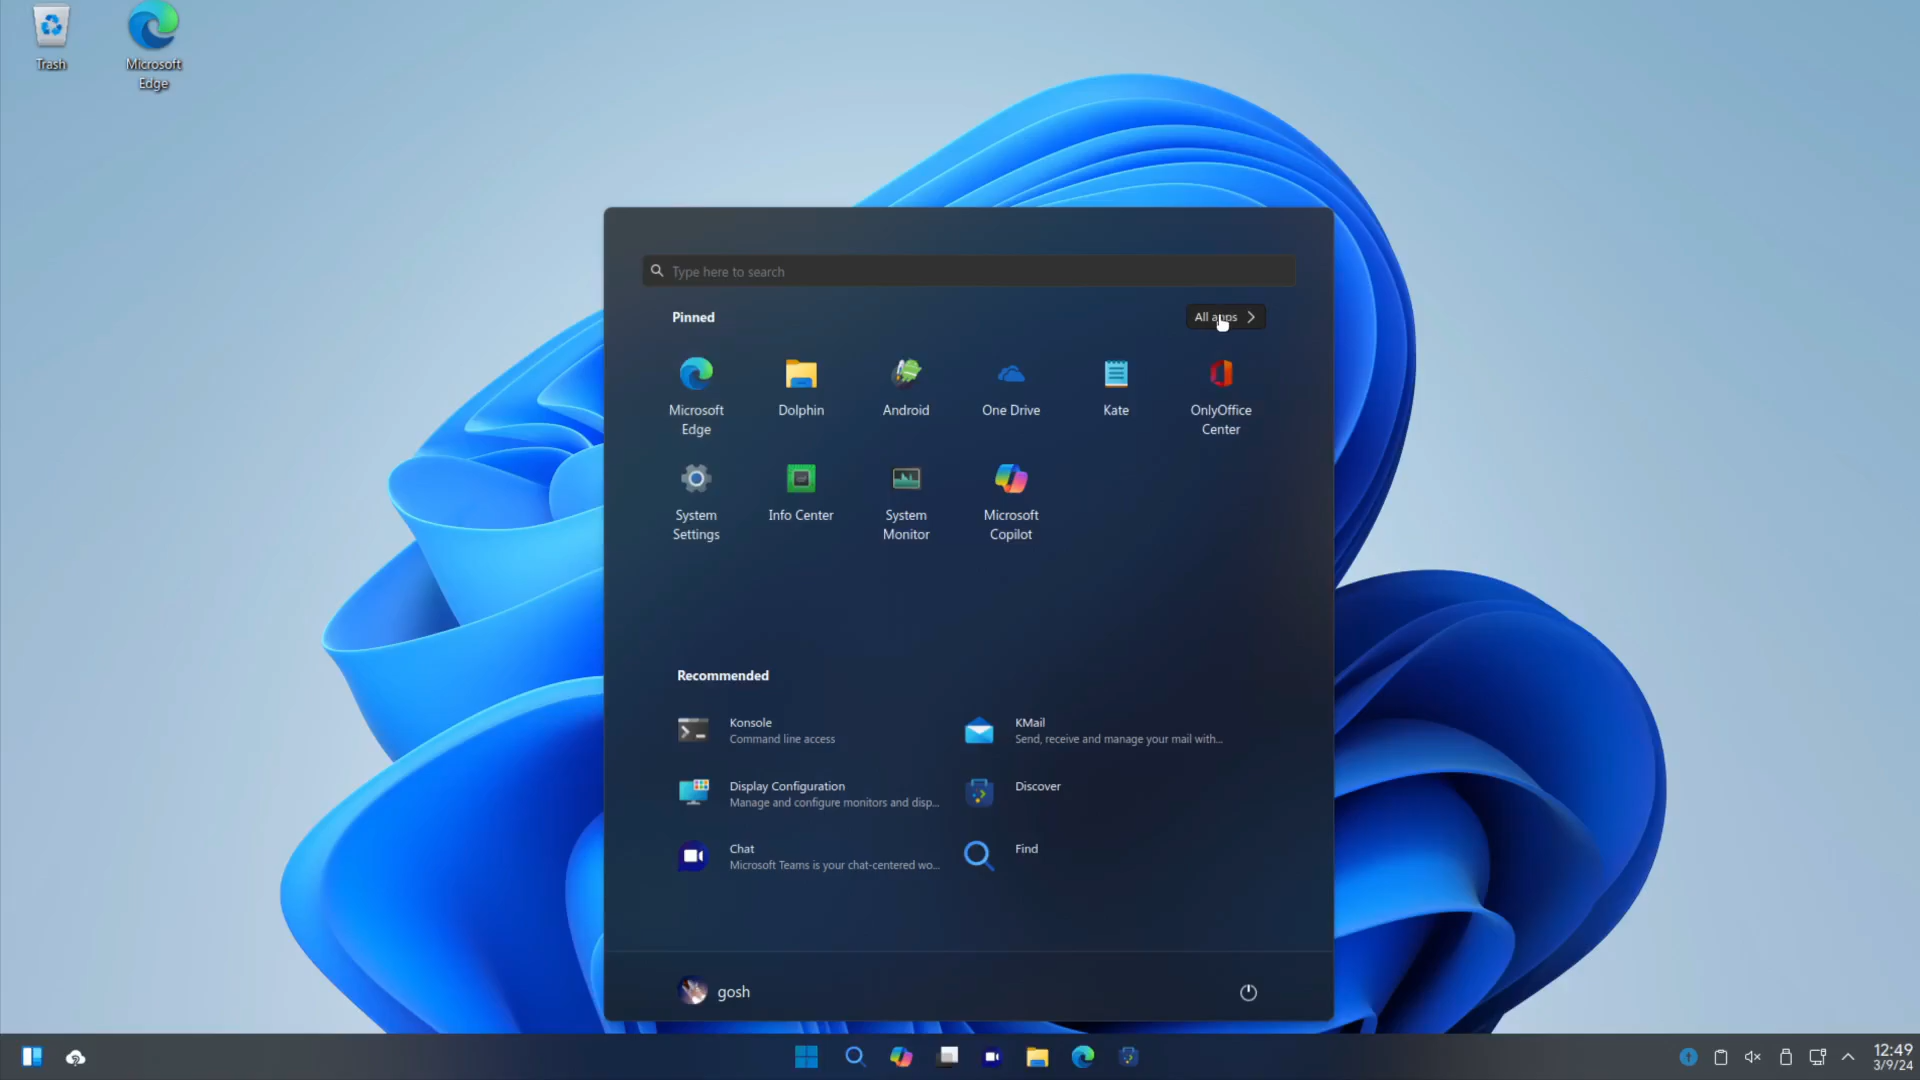 Trash
Microsoft
Edge
Type here to search
Pinned
All apps
Microsoft
Edge
Dolphin
Android
One Drive
Kate
OnlyOffice
Center
System
Settings
Info Center
System
Monitor
Microsoft
Copilot
Recommended
Konsole
Command line access
KMail
Send, receive and manage your mail with...
Display Configuration
Manage and configure monitors and disp...
Discover
Chat
Microsoft Teams is your chat-centered wo...
Find
gosh
12:49
3/9/24